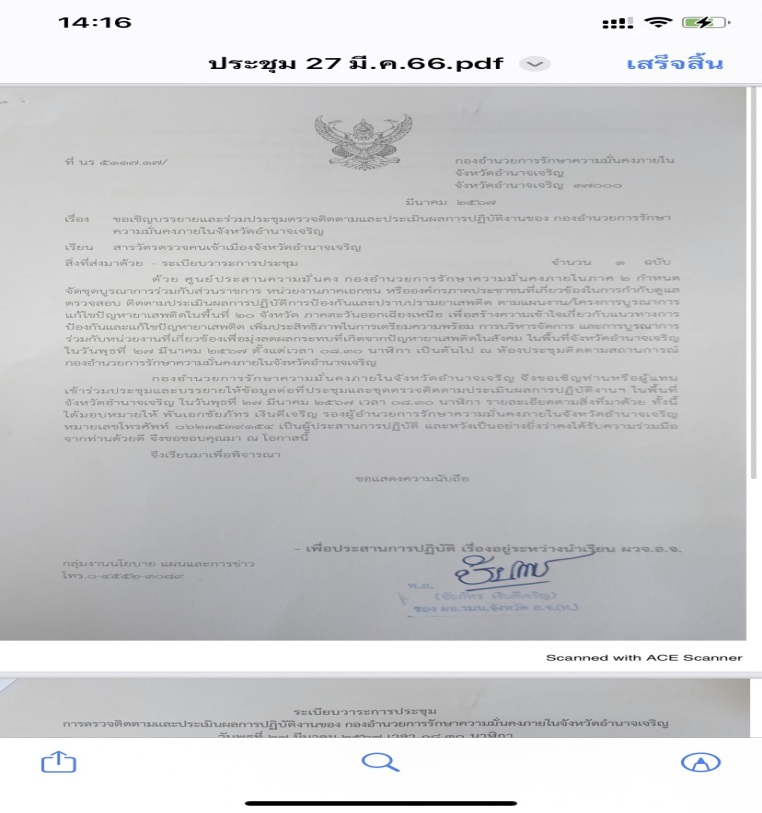 14:16
ประชุม 27 มี.ค.66.pdf
เสร็จสิ้น
ที่ นร ๕๑๑๗.๓๗/
กองอำนวยการรักษาความมั่นคงภายใน
จังหวัดอำนาจเจริญ
จังหวัดอำนาจเจริญ ๓๗๐๐๐
มีนาคม ๒๕๖๗
เรื่อง ขอเชิญบรรยายและร่วมประชุมตรวจติดตามและประเมินผลการปฏิบัติงานของ กองอำนวยการรักษา
ความมั่นคงภายในจังหวัดอำนาจเจริญ
เรียน สารวัตรตรวจคนเข้าเมืองจังหวัดอำนาจเจริญ
สิ่งที่ส่งมาด้วย - ระเบียบวาระการประชุม จำนวน ๑ ฉบับ
ด้วย ศูนย์ประสานความมั่นคง กองอำนวยการรักษาความมั่นคงภายในภาค ๒ กำหนด
จัดชุดบูรณาการร่วมกับส่วนราชการ หน่วยงานภาคเอกชน หรือองค์กรภาคประชาชนที่เกี่ยวข้องในการกำกับดูแล
ตรวจสอบ ติดตามประเมินผลการปฏิบัติการป้องกันและปราบปรามยาเสพติด ตามแผนงาน/โครงการบูรณาการ
แก้ไขปัญหายาเสพติดในพื้นที่ ๒๐ จังหวัด ภาคตะวันออกเฉียงเหนือ เพื่อสร้างความเข้าใจเกี่ยวกับแนวทางการ
ป้องกันและแก้ไขปัญหายาเสพติด เพิ่มประสิทธิภาพในการเตรียมความพร้อม การบริหารจัดการ และการบูรณาการ
ร่วมกับหน่วยงานที่เกี่ยวข้องเพื่อมุ่งลดผลกระทบที่เกิดจากปัญหายาเสพติดในสังคม ในพื้นที่จังหวัดอำนาจเจริญ
ในวันพุธที่ ๒๗ มีนาคม ๒๕๖๗ ตั้งแต่เวลา ๐๘.๓๐ นาฬิกา เป็นต้นไป ณ ห้องประชุมติดตามสถานการณ์
กองอำนวยการรักษาความมั่นคงภายในจังหวัดอำนาจเจริญ
กองอำนวยการรักษาความมั่นคงภายในจังหวัดอำนาจเจริญ จึงขอเชิญท่านหรือผู้แทน
เข้าร่วมประชุมและบรรยายให้ข้อมูลต่อที่ประชุมและชุดตรวจติดตามประเมินผลการปฏิบัติงานฯ ในพื้นที่
จังหวัดอำนาจเจริญ ในวันพุธที่ ๒๗ มีนาคม ๒๕๖๗ เวลา ๐๘.๓๐ นาฬิกา รายละเอียดตามสิ่งที่มาด้วย ทั้งนี้
ได้มอบหมายให้ พันเอกชัยภัทร เงินดีเจริญ รองผู้อำนวยการรักษาความมั่นคงภายในจังหวัดอำนาจเจริญ
หมายเลขโทรศัพท์ ๐๖๒๓๕๓๙๑๕๔ เป็นผู้ประสานการปฏิบัติ และหวังเป็นอย่างยิ่งว่าคงได้รับความร่วมมือ
จากท่านด้วยดี จึงขอขอบคุณมา ณ โอกาสนี้
จึงเรียนมาเพื่อพิจารณา
ขอแสดงความนับถือ
- เพื่อประสานการปฏิบัติ เรื่องอยู่ระหว่างนำเรียน ผวจ.อ.จ.
กลุ่มงานนโยบาย แผนและการข่าว
โทร.๐-๔๕๕๒-๓๐๘๙
พ.อ.
(ชัยภัทร เงินดีเจริญ)
รอง ผอ.รมน.จังหวัด อ.จ.(ท.)
Scanned with ACE Scanner
ระเบียบวาระการประชุม
การตรวจติดตามและประเมินผลการปฏิบัติงานของ กองอำนวยการรักษาความมั่นคงภายในจังหวัดอำนาจเจริญ
วันพุธที่ ๒๗ มีนาคม ๒๕๖๗ เวลา ๐๘.๓๐ นาฬิกา